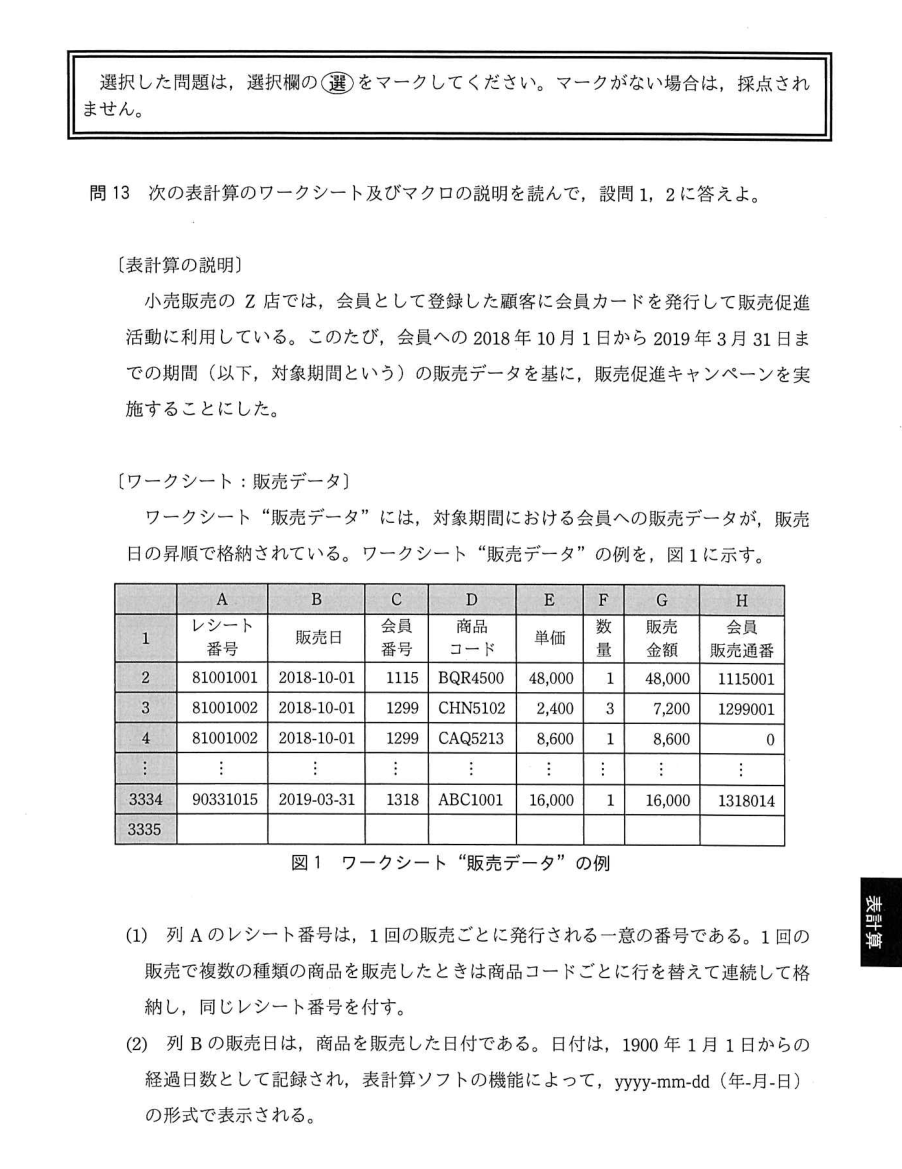 選択した問題は，選択欄の㊟をマークしてください。マークがない場合は，採点され
ません。
問 13　次の表計算のワークシート及びマクロの説明を読んで，設問 1，2 に答えよ。
〔表計算の説明〕
小売販売の Z 店では，会員として登録した顧客に会員カードを発行して販売促進
活動に利用している。このたび，会員への 2018 年 10 月 1 日から 2019 年 3 月 31 日ま
での期間（以下，対象期間という）の販売データを基に，販売促進キャンペーンを実
施することにした。
〔ワークシート：販売データ〕
ワークシート“販売データ”には，対象期間における会員への販売データが，販売
日の昇順で格納されている。ワークシート“販売データ”の例を，図 1 に示す。
A B C D E F G H
1 レシート番号 販売日 会員番号 商品コード 単価 数量 販売金額 会員販売通番
2 81001001 2018-10-01 1115 BQR4500 48,000 1 48,000 1115001
3 81001002 2018-10-01 1299 CHN5102 2,400 3 7,200 1299001
4 81001002 2018-10-01 1299 CAQ5213 8,600 1 8,600 0
⋮ ⋮ ⋮ ⋮ ⋮ ⋮ ⋮ ⋮ ⋮
3334 90331015 2019-03-31 1318 ABC1001 16,000 1 16,000 1318014
3335
図 1　ワークシート“販売データ”の例
(1)　列 A のレシート番号は，1 回の販売ごとに発行される一意の番号である。1 回の
販売で複数の種類の商品を販売したときは商品コードごとに行を替えて連続して格
納し，同じレシート番号を付す。
(2)　列 B の販売日は，商品を販売した日付である。日付は，1900 年 1 月 1 日からの
経過日数として記録され，表計算ソフトの機能によって，yyyy-mm-dd（年-月-日）
の形式で表示される。
表計算